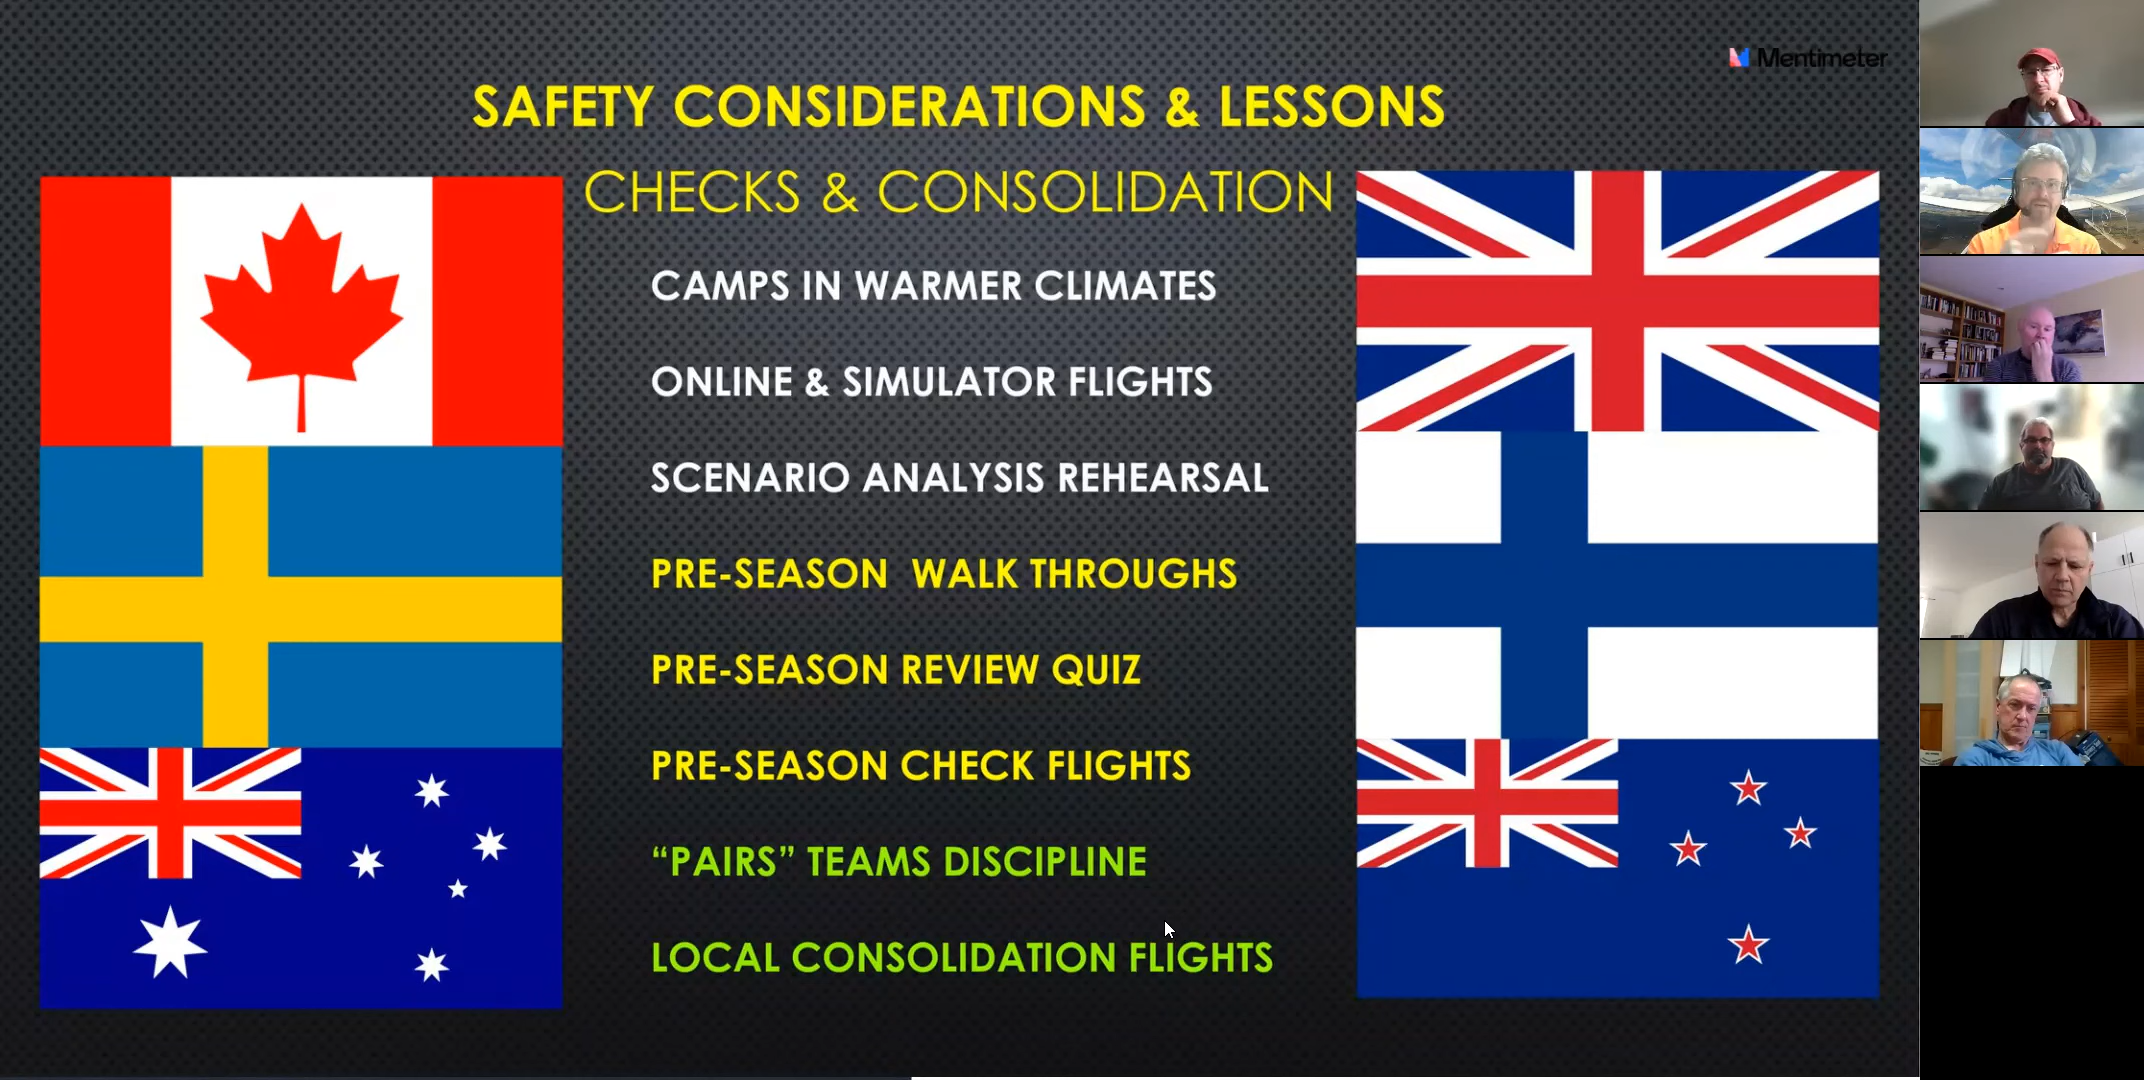 Mentimeter
SAFETY CONSIDERATIONS & LESSONS
CHECKS & CONSOLIDATION
CAMPS IN WARMER CLIMATES
ONLINE & SIMULATOR FLIGHTS
SCENARIO ANALYSIS REHEARSAL
PRE-SEASON  WALK THROUGHS
PRE-SEASON REVIEW QUIZ
PRE-SEASON CHECK FLIGHTS
“PAIRS” TEAMS DISCIPLINE
LOCAL CONSOLIDATION FLIGHTS